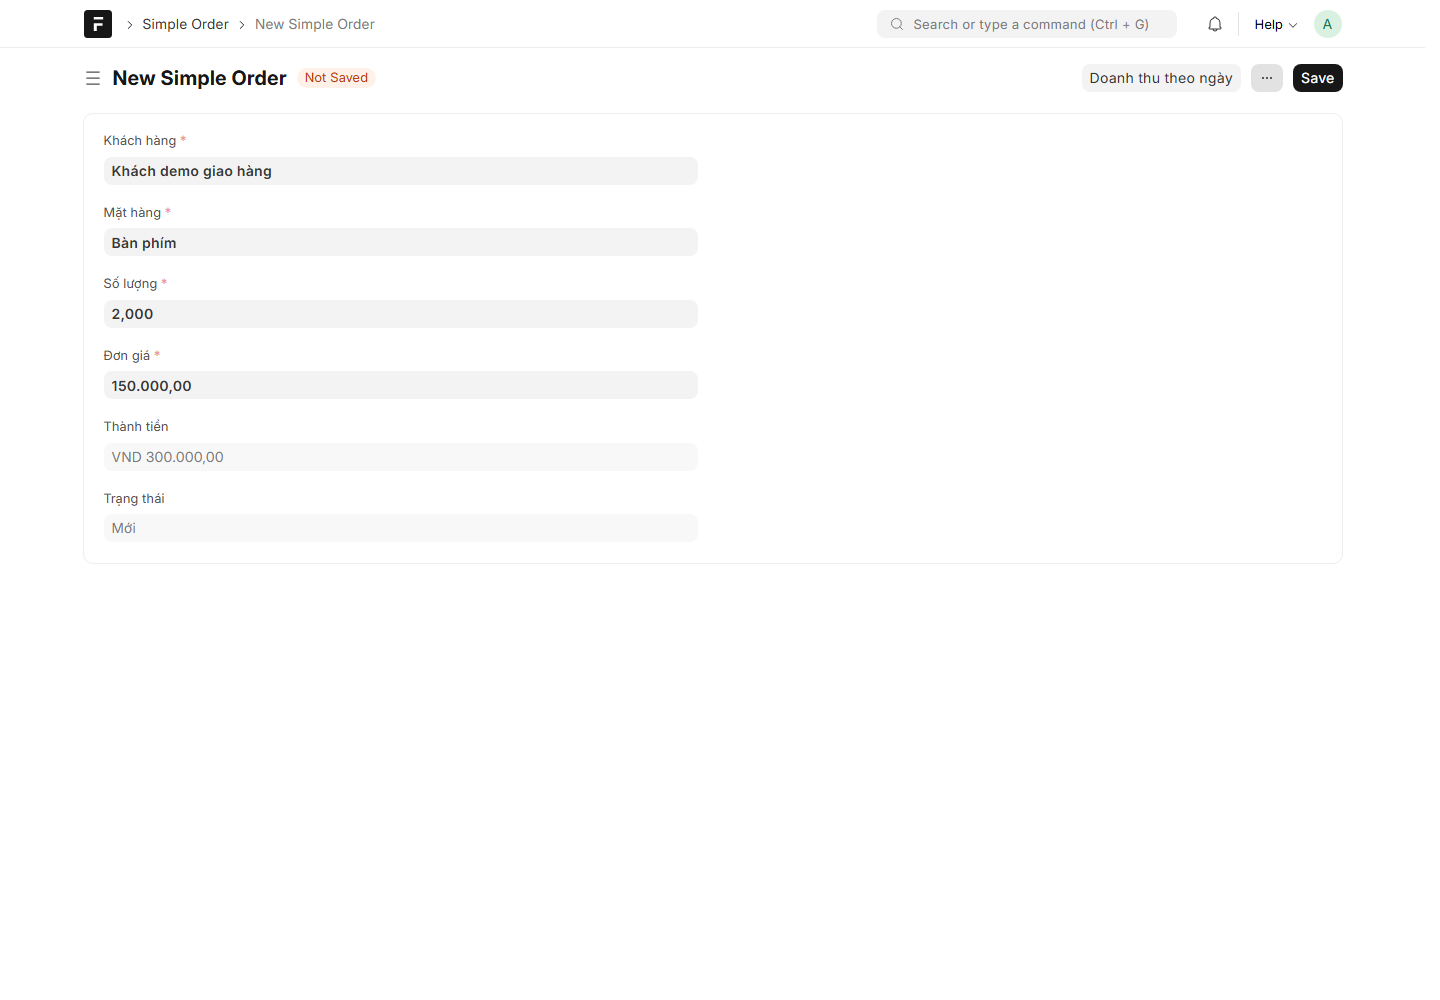 Simple Order
New Simple Order
Search or type a command (Ctrl + G)
Help
A
New Simple Order
Not Saved
Doanh thu theo ngày
Save
Khách hàng *
Khách demo giao hàng
Mặt hàng *
Bàn phím
Số lượng *
2,000
Đơn giá *
150.000,00
Thành tiền
VND 300.000,00
Trạng thái
Mới